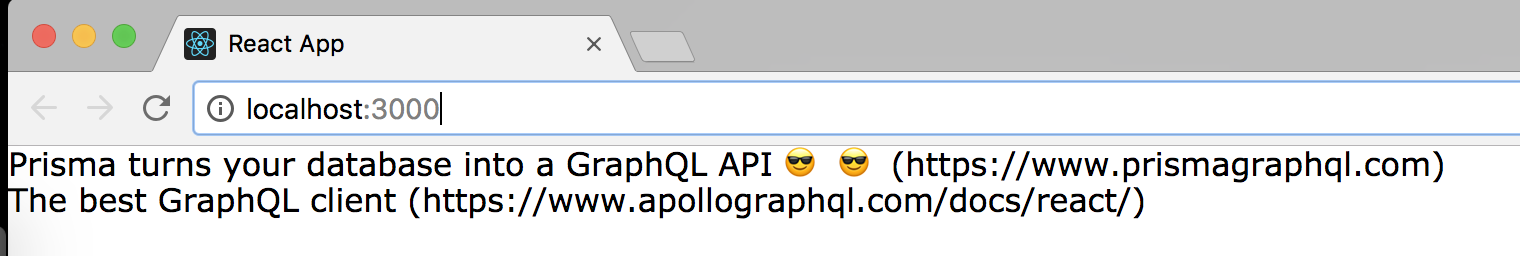 React App
localhost:3000
Prisma turns your database into a GraphQL API 😎 😎 (https://www.prismagraphql.com)
The best GraphQL client (https://www.apollographql.com/docs/react/)